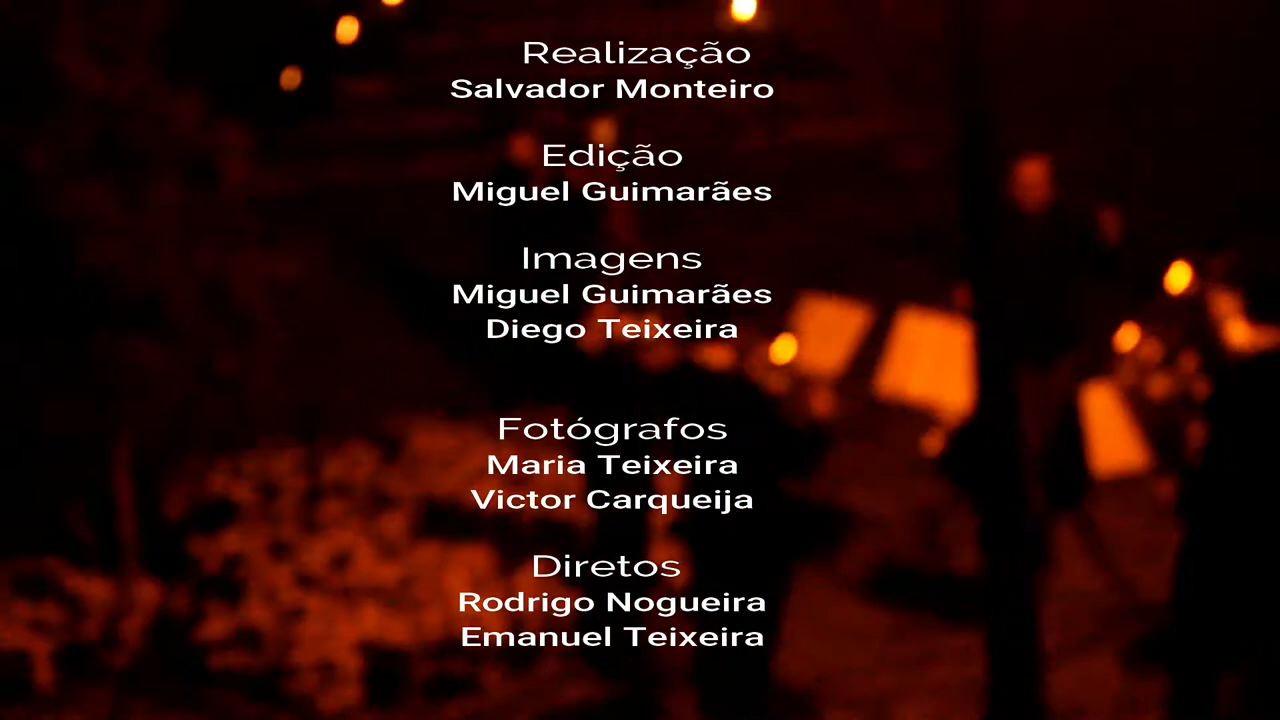 Realização
Salvador Monteiro
Edição
Miguel Guimarães
Imagens
Miguel Guimarães
Diego Teixeira
Fotógrafos
Maria Teixeira
Victor Carqueija
Diretos
Rodrigo Nogueira
Emanuel Teixeira